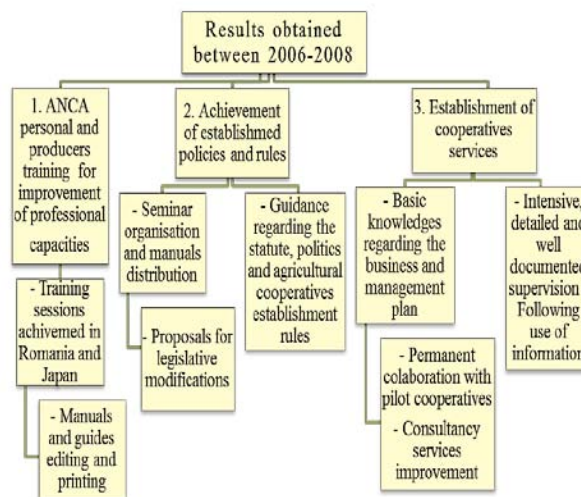 Results obtained
between 2006-2008
1. ANCA
personal and
producers
training for
improvement
of professional
capacities
- Training
sessions
achivemed in
Romania and
Japan
- Manuals
and guides
editing and
printing
2. Achievement
of establishmed
policies and rules
- Seminar
organisation
and manuals
distribution
- Proposals for
legislative
modifications
- Guidance
regarding the
statute, politics
and agricultural
cooperatives
establishment
rules
3. Establishment of
cooperatives
services
- Basic
knowledges
regarding the
business and
management
plan
- Permanent
colaboration with
pilot cooperatives
- Consultancy
services
improvement
- Intensive,
detailed and
well
documented
supervision
- Following
use of
information